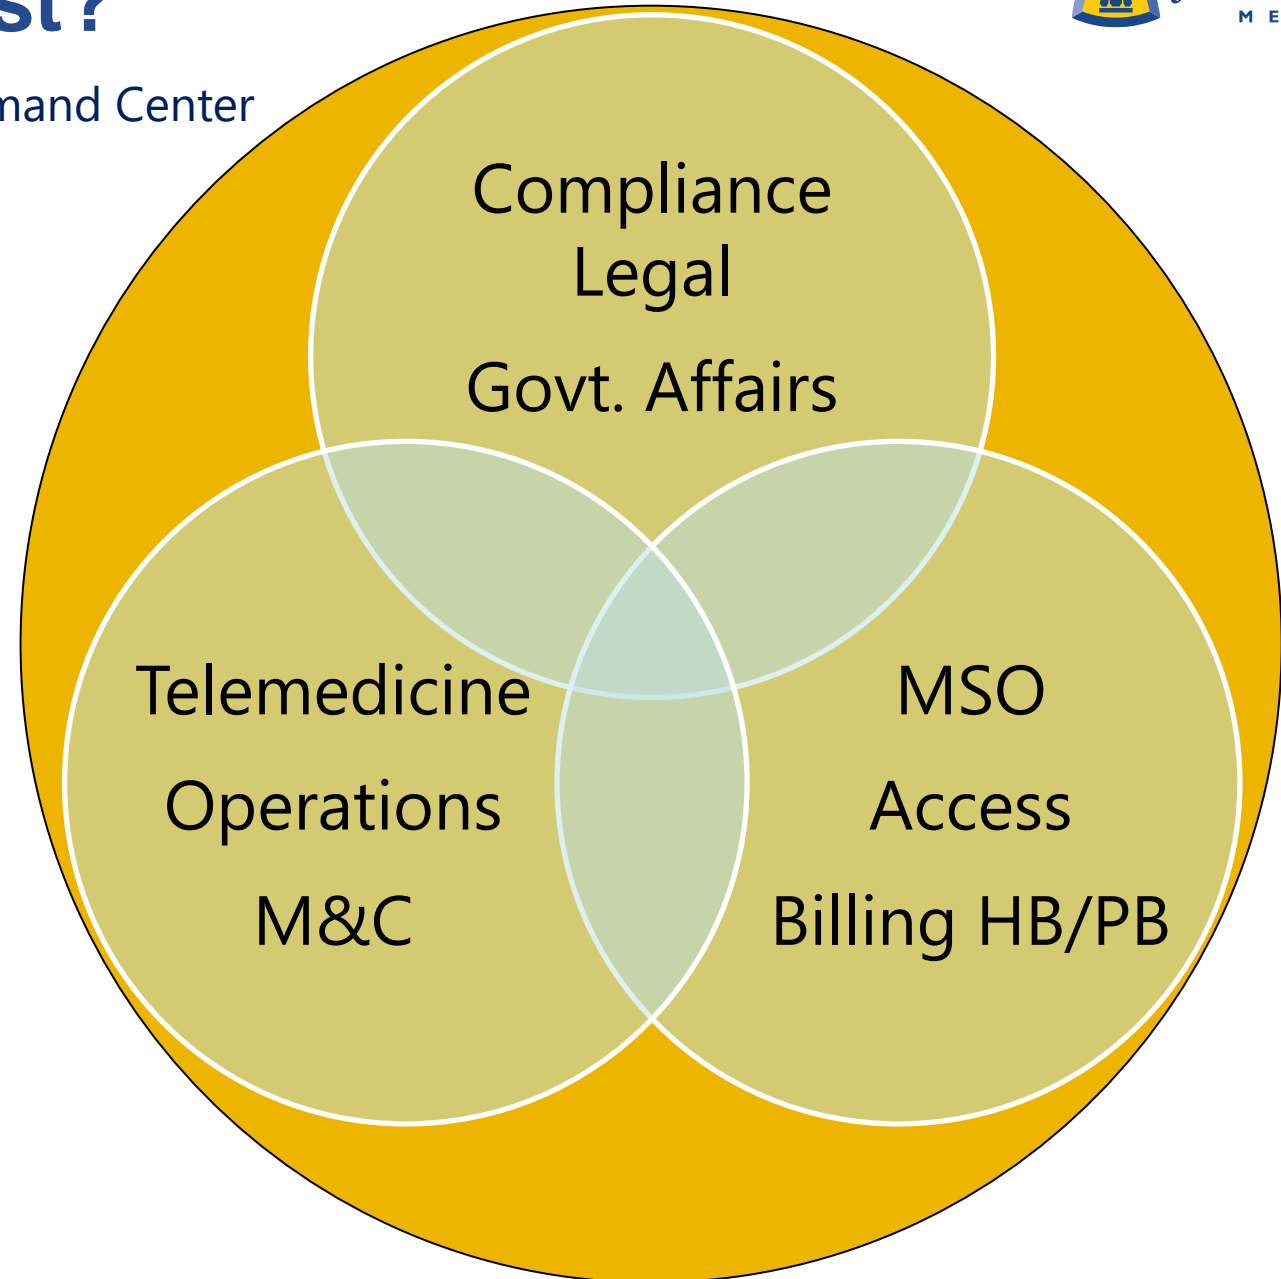 st?
mand Center
Compliance
Legal
Govt. Affairs
Telemedicine
Operations
M&C
MSO
Access
Billing HB/PB
M E